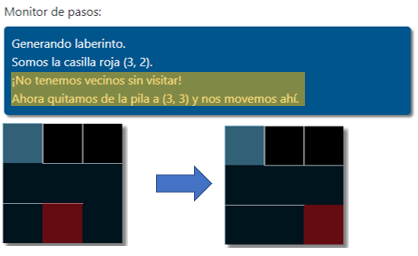 Monitor de pasos:
Generando laberinto.
Somos la casilla roja (3, 2).
¡No tenemos vecinos sin visitar!
Ahora quitamos de la pila a (3, 3) y nos movemos ahí.